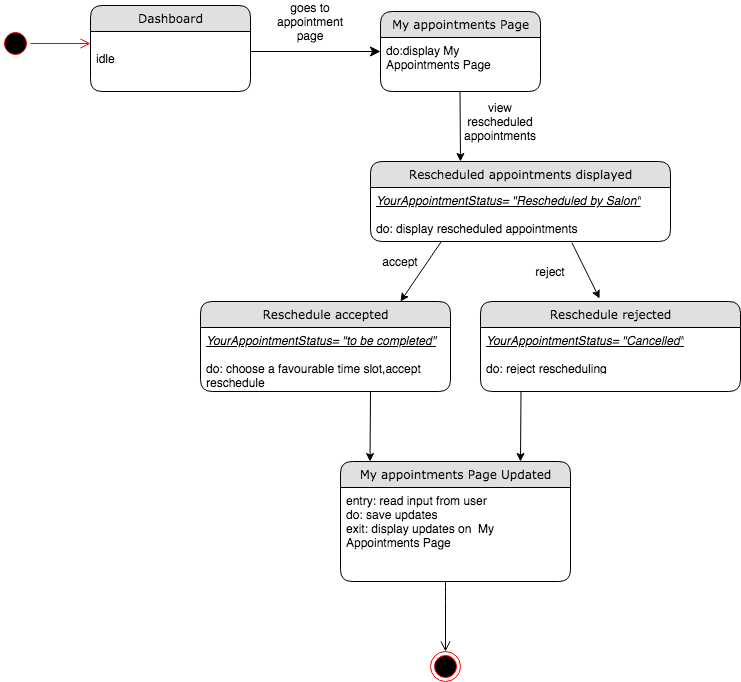 Dashboard
idle
goes to
appointment
page
My appointments Page
do:display My
Appointments Page
view
rescheduled
appointments
Rescheduled appointments displayed
YourAppointmentStatus= "Rescheduled by Salon"
do: display rescheduled appointments
accept
reject
Reschedule accepted
YourAppointmentStatus= "to be completed"
do: choose a favourable time slot,accept
reschedule
Reschedule rejected
YourAppointmentStatus= "Cancelled"
do: reject rescheduling
My appointments Page Updated
entry: read input from user
do: save updates
exit: display updates on  My
Appointments Page